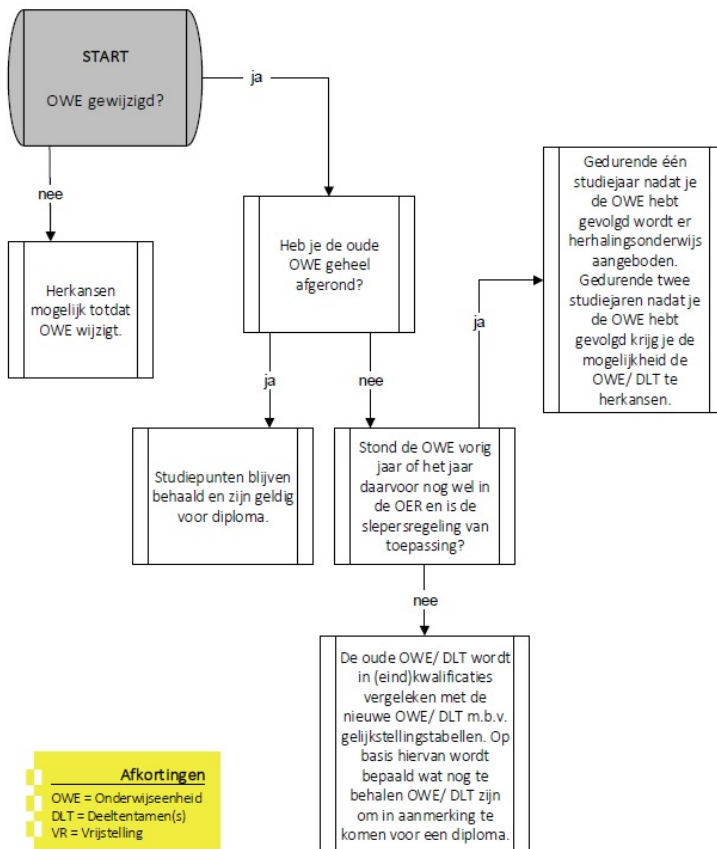 START
OWE gewijzigd?
ja
nee
Herkansen
mogelijk totdat
OWE wijzigt.
Heb je de oude
OWE geheel
afgerond?
ja
nee
Studiepunten blijven
behaald en zijn geldig
voor diploma.
Stond de OWE vorig
jaar of het jaar
daarvoor nog wel in
de OER en is de
slepersregeling van
toepassing?
ja
Gedurende één
studiejaar nadat je
de OWE hebt
gevolgd wordt er
herhalingsonderwijs
aangeboden.
Gedurende twee
studiejaren nadat je
de OWE hebt
gevolgd krijg je de
mogelijkheid de
OWE/ DLT te
herkansen.
nee
De oude OWE/ DLT wordt
in (eind)kwalificaties
vergeleken met de
nieuwe OWE/ DLT m.b.v.
gelijkstellingstabellen. Op
basis hiervan wordt
bepaald wat nog te
behalen OWE/ DLT zijn
om in aanmerking te
komen voor een diploma.
Afkortingen
OWE = Onderwijseenheid
DLT = Deeltentamen(s)
VR = Vrijstelling